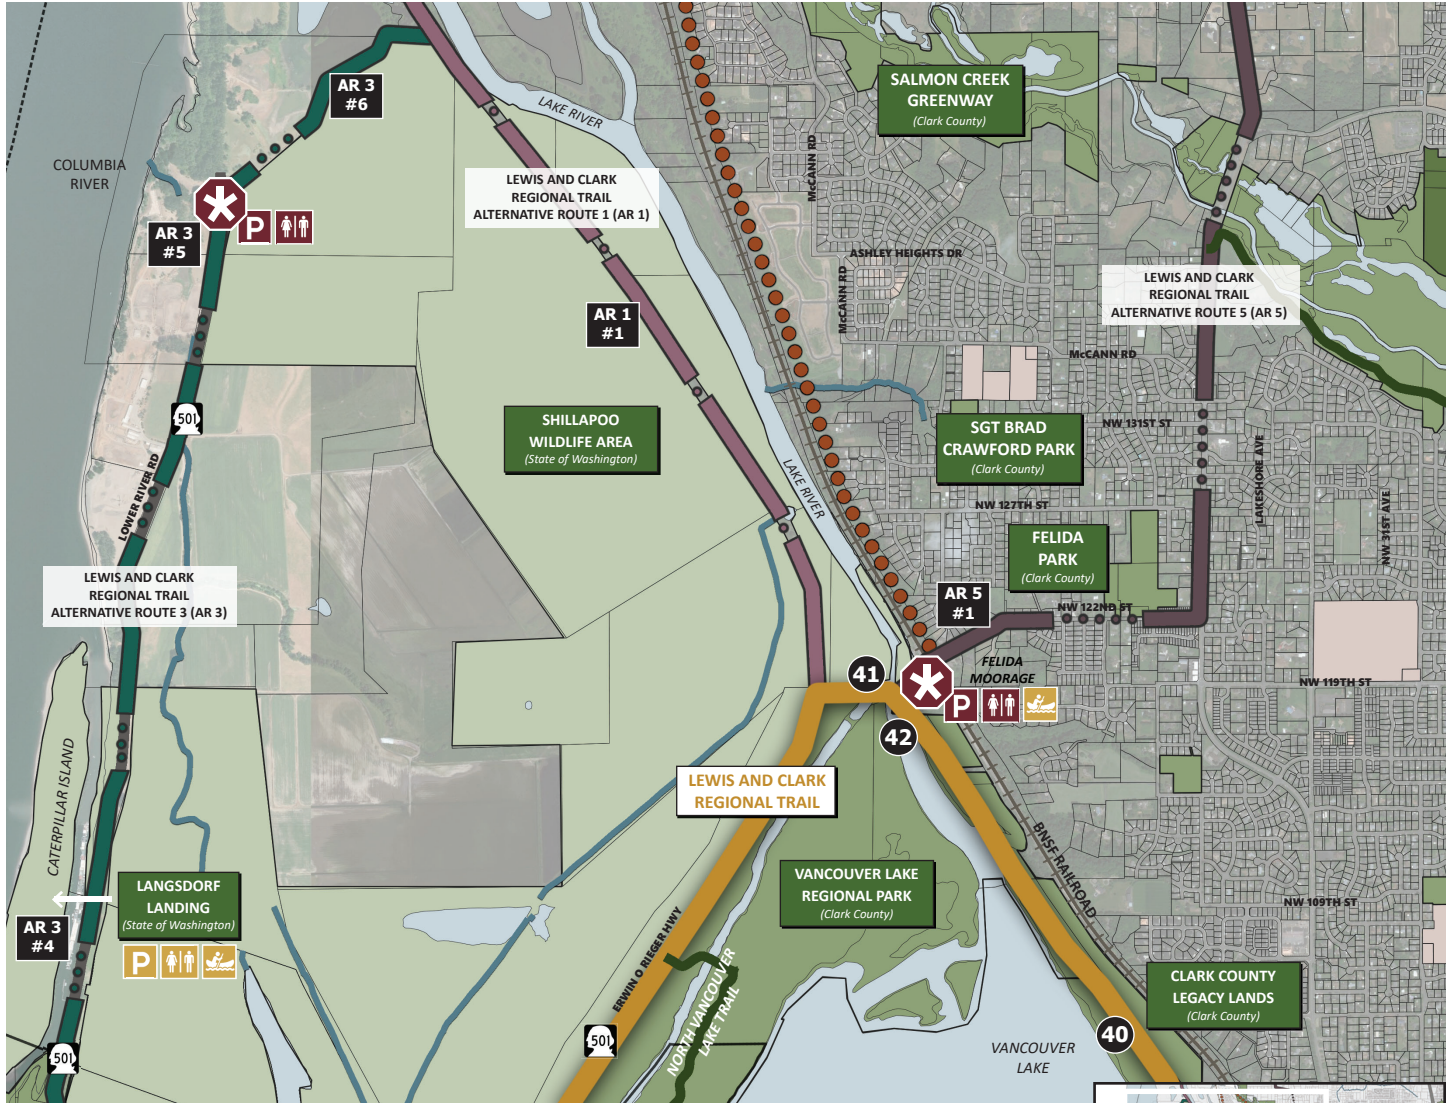 AR 3
#6
COLUMBIA
RIVER
P
AR 3
#5
LAKE RIVER
LEWIS AND CLARK
REGIONAL TRAIL
ALTERNATIVE ROUTE 1 (AR 1)
SALMON CREEK
GREENWAY
(Clark County)
McCANN RD
ASHLEY HEIGHTS DR
McCANN RD
McCANN RD
LEWIS AND CLARK
REGIONAL TRAIL
ALTERNATIVE ROUTE 5 (AR 5)
AR 1
#1
501
LOWER RIVER RD
SHILLAPOO
WILDLIFE AREA
(State of Washington)
SGT BRAD
CRAWFORD PARK
(Clark County)
NW 131ST ST
LAKESHORE AVE
NW 31ST AVE
LAKE RIVER
NW 127TH ST
FELIDA
PARK
(Clark County)
LEWIS AND CLARK
REGIONAL TRAIL
ALTERNATIVE ROUTE 3 (AR 3)
AR 5
#1
NW 122ND ST
41
FELIDA
MOORAGE
P
NW 119TH ST
42
LEWIS AND CLARK
REGIONAL TRAIL
CATERPILLAR ISLAND
BNSF RAILROAD
LANGSDORF
LANDING
(State of Washington)
P
VANCOUVER LAKE
REGIONAL PARK
(Clark County)
NW 109TH ST
AR 3
#4
ERWIN O RIEGER HWY
NORTH VANCOUVER
LAKE TRAIL
CLARK COUNTY
LEGACY LANDS
(Clark County)
501
501
VANCOUVER
LAKE
40